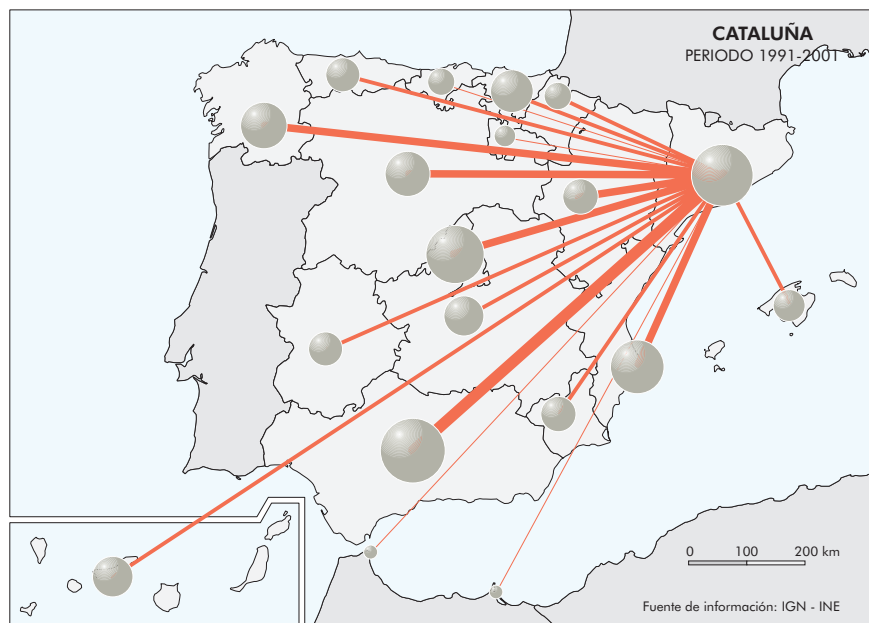 CATALUÑA
PERIODO 1991-2001
0 100 200 km
Fuente de información: IGN - INE